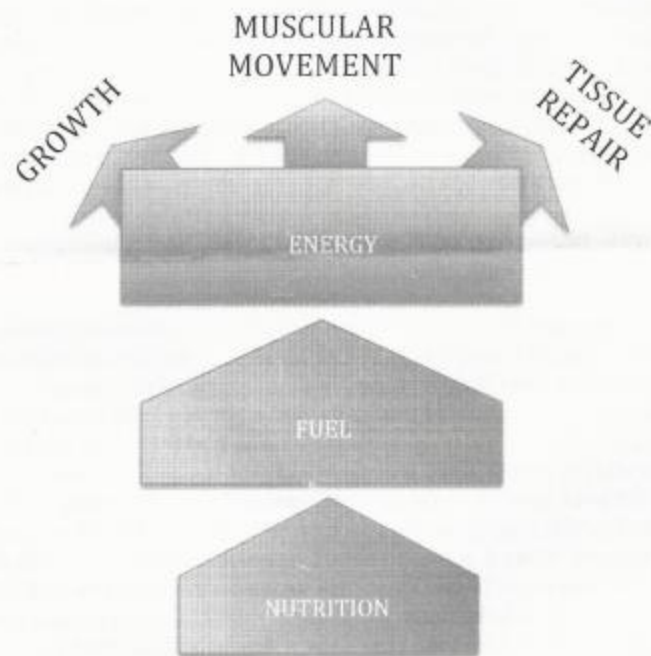 MUSCULAR
MOVEMENT
GROWTH
TISSUE
REPAIR
ENERGY
FUEL
NUTRITION